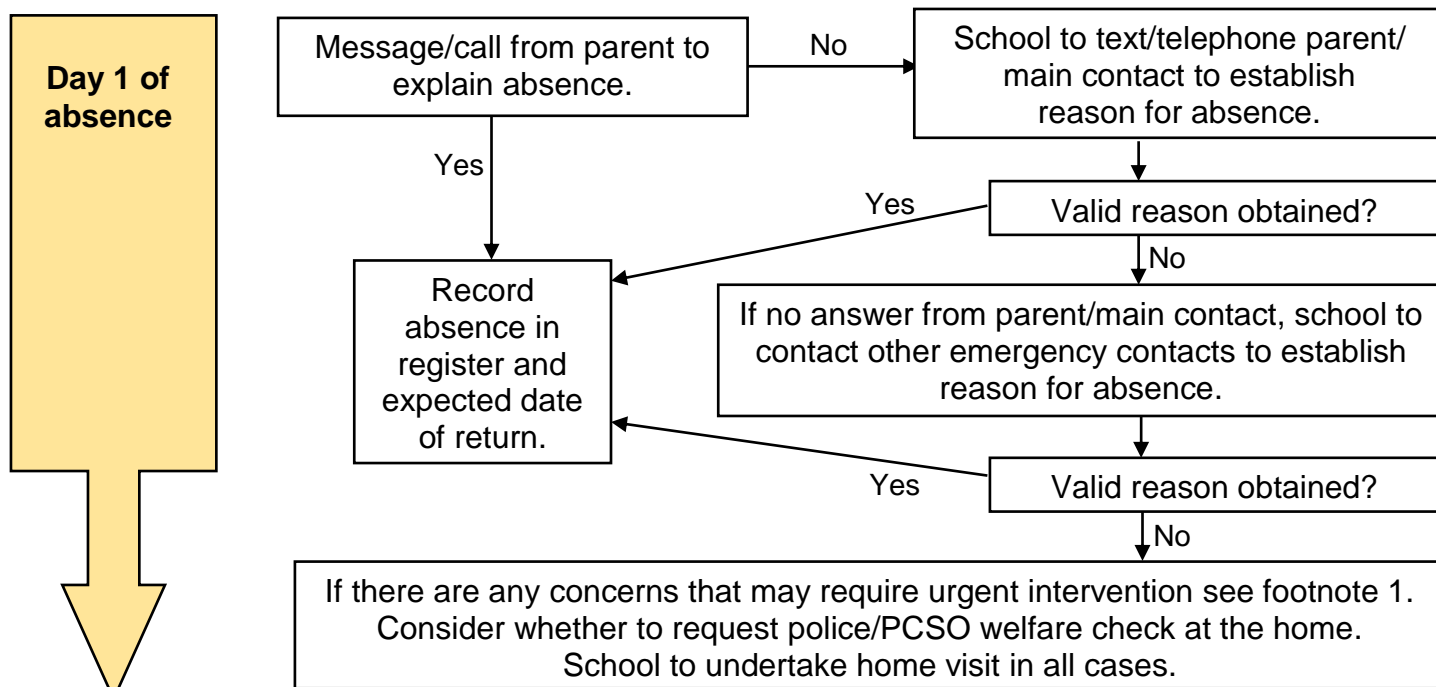 Day 1 of
absence
Message/call from parent to
explain absence.
No
School to text/telephone parent/
main contact to establish
reason for absence.
Yes
Yes
Valid reason obtained?
No
Record
absence in
register and
expected date
of return.
If no answer from parent/main contact, school to
contact other emergency contacts to establish
reason for absence.
Yes
Valid reason obtained?
No
If there are any concerns that may require urgent intervention see footnote 1.
Consider whether to request police/PCSO welfare check at the home.
School to undertake home visit in all cases.